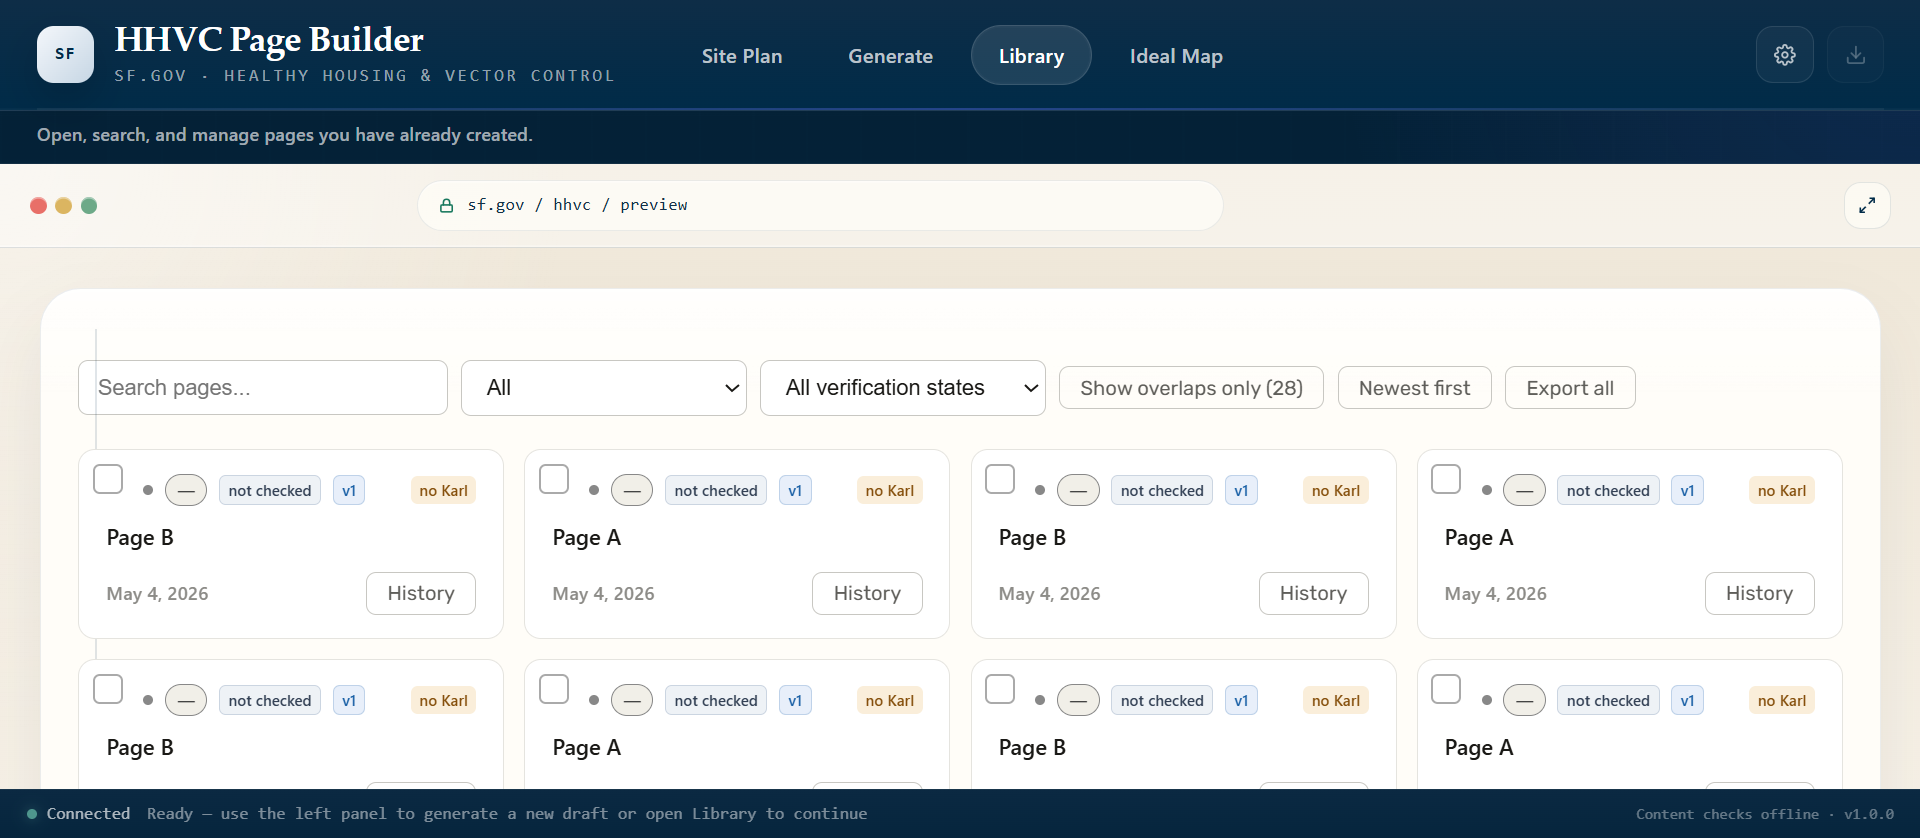 SF
HHVC Page Builder
SF.GOV · HEALTHY HOUSING & VECTOR CONTROL
Site Plan
Generate
Library
Ideal Map
Open, search, and manage pages you have already created.
sf.gov / hhvc / preview
Search pages...
All
All verification states
Show overlaps only (28)
Newest first
Export all
— not checked v1 no Karl
Page B
May 4, 2026
History
— not checked v1 no Karl
Page A
May 4, 2026
History
— not checked v1 no Karl
Page B
May 4, 2026
History
— not checked v1 no Karl
Page A
May 4, 2026
History
— not checked v1 no Karl
Page B
— not checked v1 no Karl
Page A
— not checked v1 no Karl
Page B
— not checked v1 no Karl
Page A
Connected Ready — use the left panel to generate a new draft or open Library to continue
Content checks offline · v1.0.0